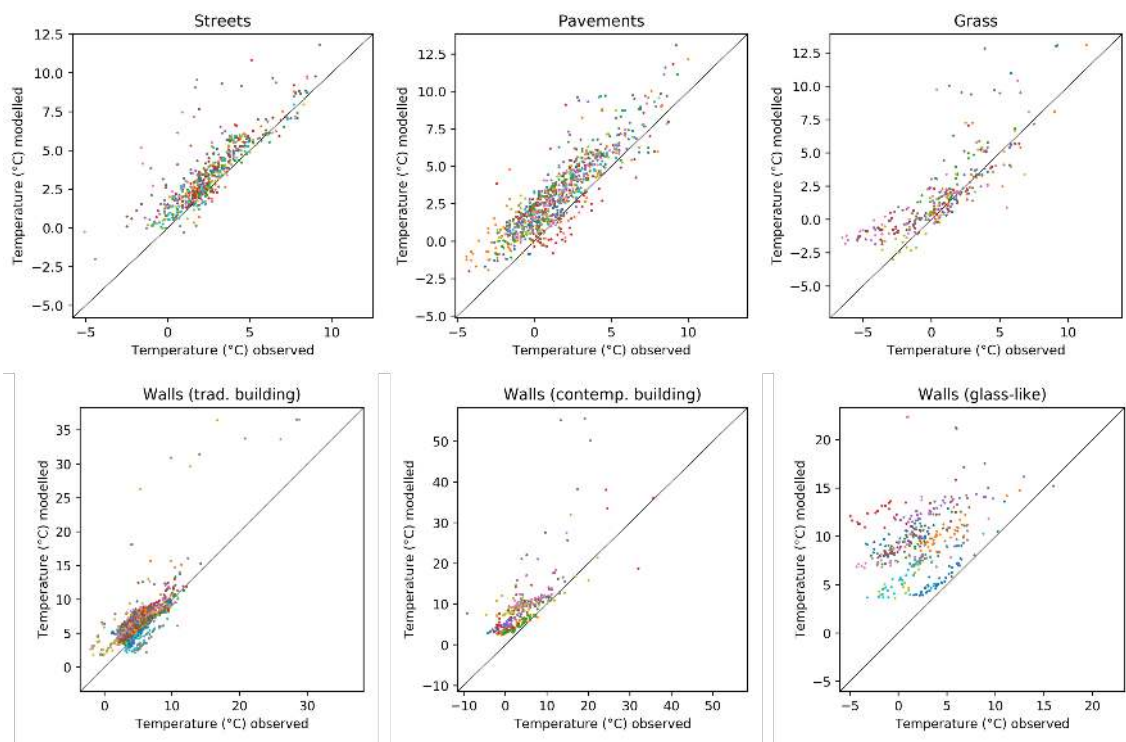 Streets
Pavements
Grass
12.5
10.0
7.5
5.0
2.5
0.0
−2.5
−5.0
Temperature (°C) modelled
−5 0 5 10
Temperature (°C) observed
12.5
10.0
7.5
5.0
2.5
0.0
−2.5
−5.0
Temperature (°C) modelled
−5 0 5 10
Temperature (°C) observed
12.5
10.0
7.5
5.0
2.5
0.0
−2.5
−5.0
Temperature (°C) modelled
−5 0 5 10
Temperature (°C) observed
Walls (trad. building)
Walls (contemp. building)
Walls (glass-like)
35
30
25
20
15
10
5
0
Temperature (°C) modelled
0 10 20 30
Temperature (°C) observed
50
40
30
20
10
0
−10
Temperature (°C) modelled
−10 0 10 20 30 40 50
Temperature (°C) observed
20
15
10
5
0
−5
Temperature (°C) modelled
−5 0 5 10 15 20
Temperature (°C) observed